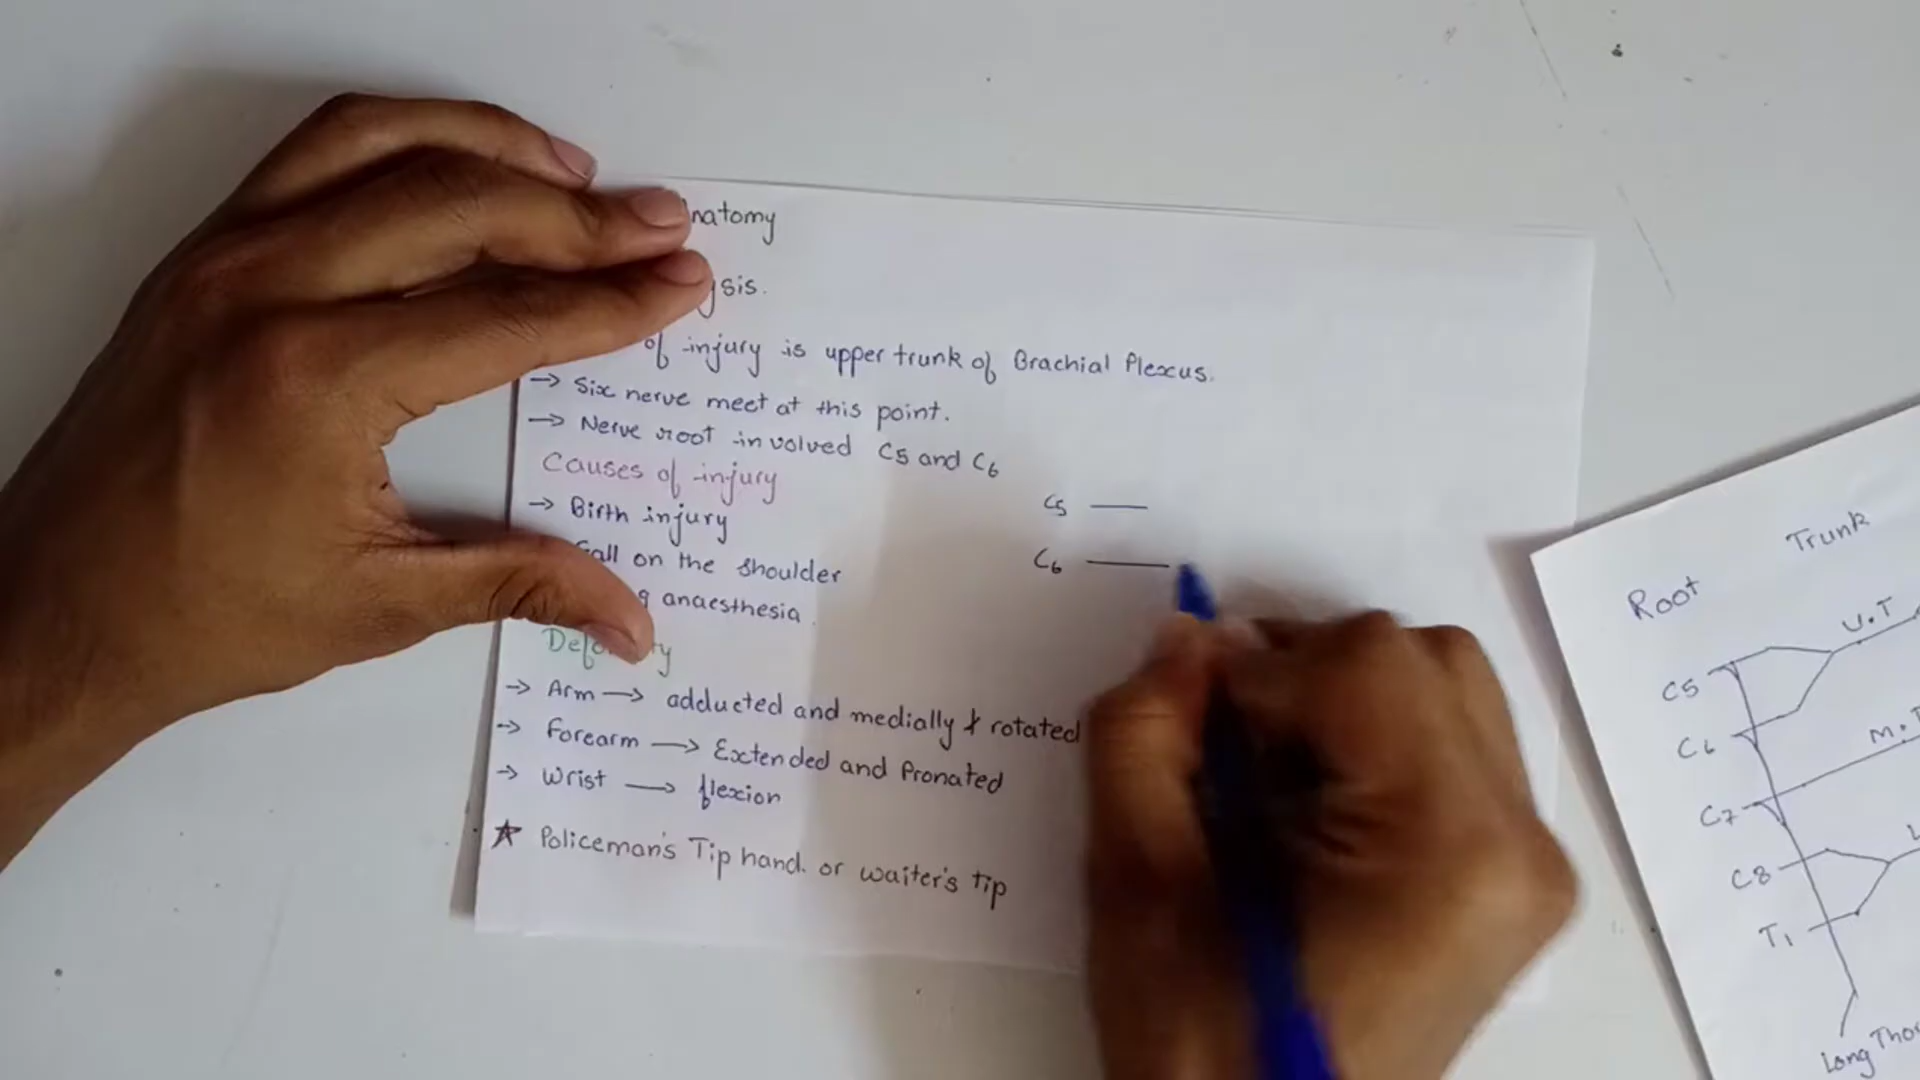 natomy
ysis.
of injury is upper trunk of Brachial Plexus.
→ Six nerve meet at this point.
→ Nerve root involved C5 and C6
Causes of injury
→ Birth injury
fall on the shoulder
anaesthesia.
→ Arm → adducted and medially & rotated
→ Forearm → Extended and Pronated
→ Wrist → flexion
☆ Policeman's Tip hand. or waiter's tip
C5
C6
Trunk
Root
U.T
C5
C6
M.T
C7
C8
T1
Long Thor